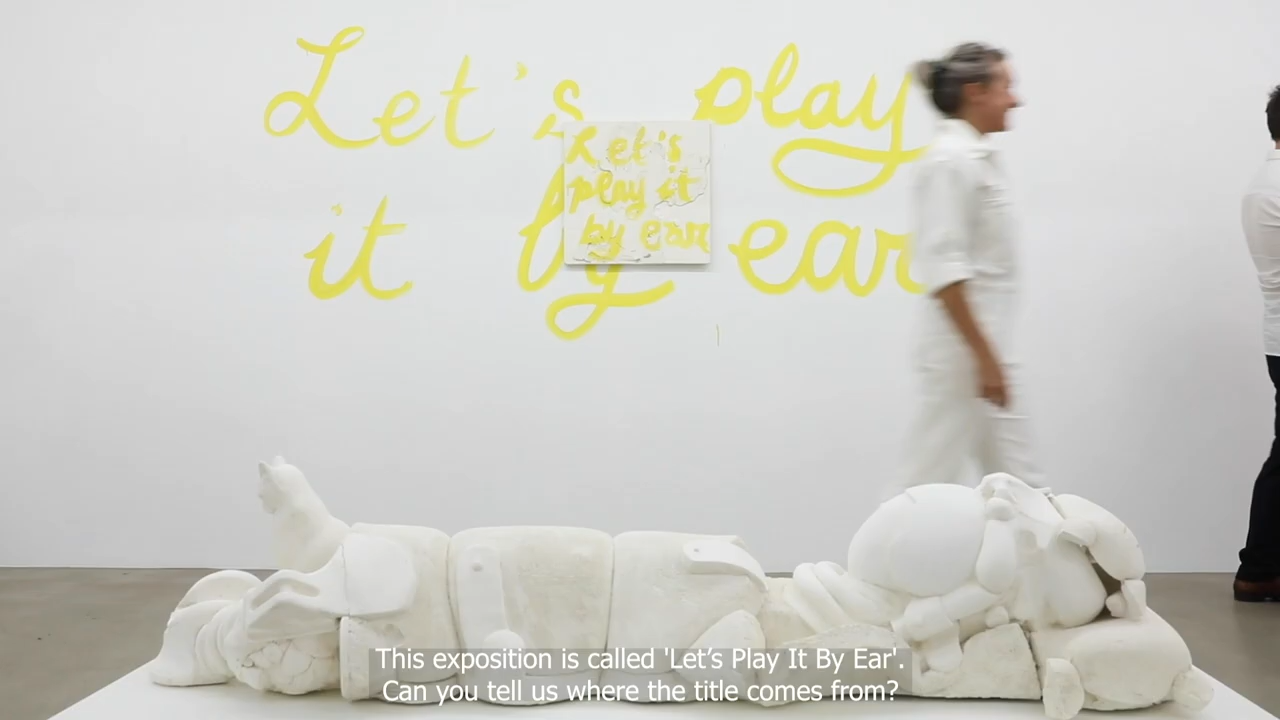 Let's play
it by ear
Let's
play it
by ear
This exposition is called 'Let’s Play It By Ear'.
Can you tell us where the title comes from?